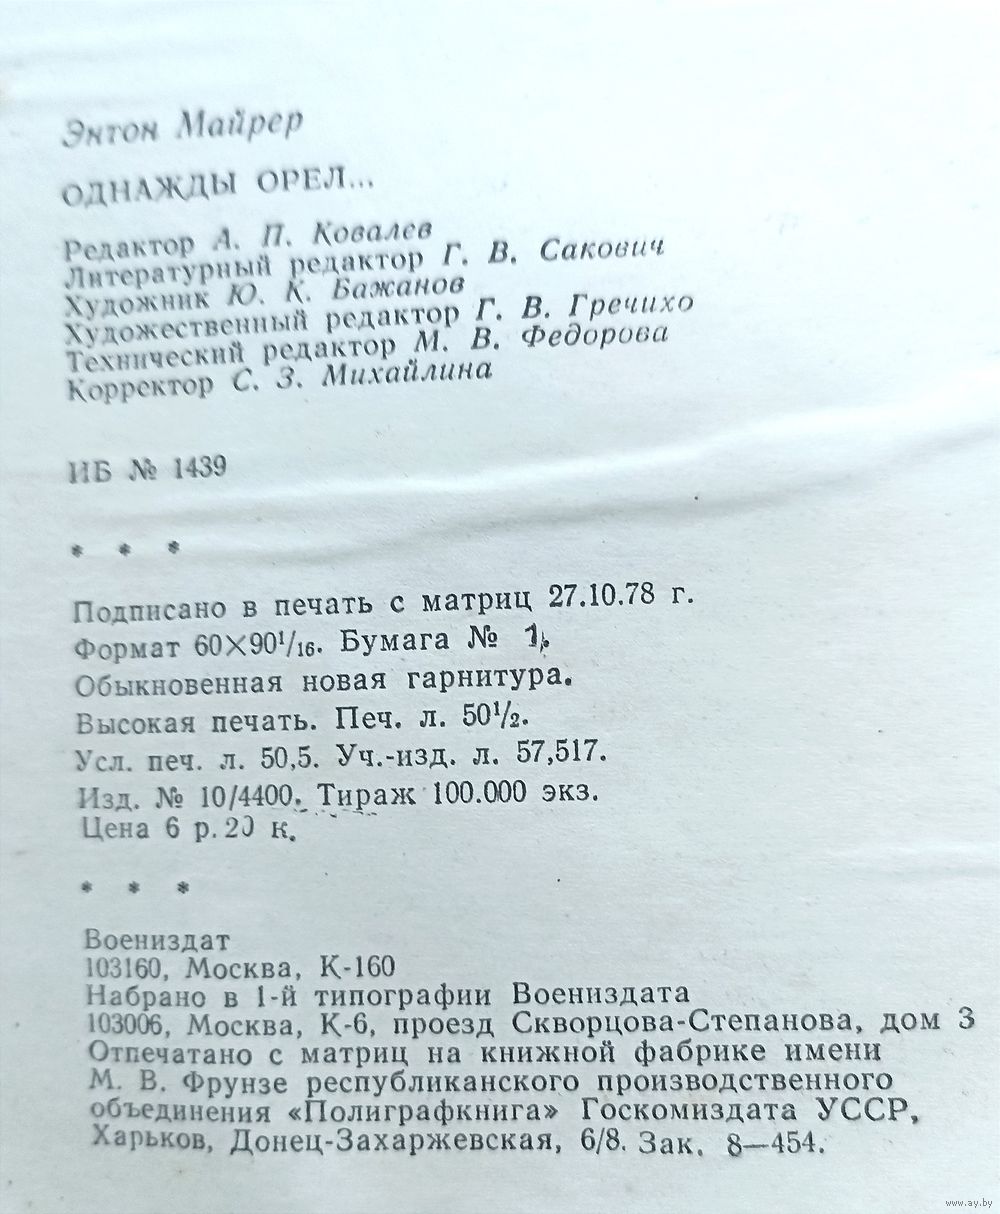 Энтон Майрер
ОДНАЖДЫ ОРЕЛ...
Редактор А. П. Ковалев
Литературный редактор Г. В. Сакович
Художник Ю. К. Бажанов
Художественный редактор Г. В. Гречихо
Технический редактор М. В. Федорова
Корректор С. З. Михайлина
ИБ № 1439
* * *
Подписано в печать с матриц 27.10.78 г.
Формат 60×90¹/₁₆. Бумага № 1.
Обыкновенная новая гарнитура.
Высокая печать. Печ. л. 50¹/₂.
Усл. печ. л. 50,5. Уч.-изд. л. 57,517.
Изд. № 10/4400. Тираж 100.000 экз.
Цена 6 р. 20 к.
* * *
Воениздат
103160, Москва, К-160
Набрано в 1-й типографии Воениздата
103006, Москва, К-6, проезд Скворцова-Степанова, дом 3
Отпечатано с матриц на книжной фабрике имени
М. В. Фрунзе республиканского производственного
объединения «Полиграфкнига» Госкомиздата УССР,
Харьков, Донец-Захаржевская, 6/8. Зак. 8—454.
www.ay.by